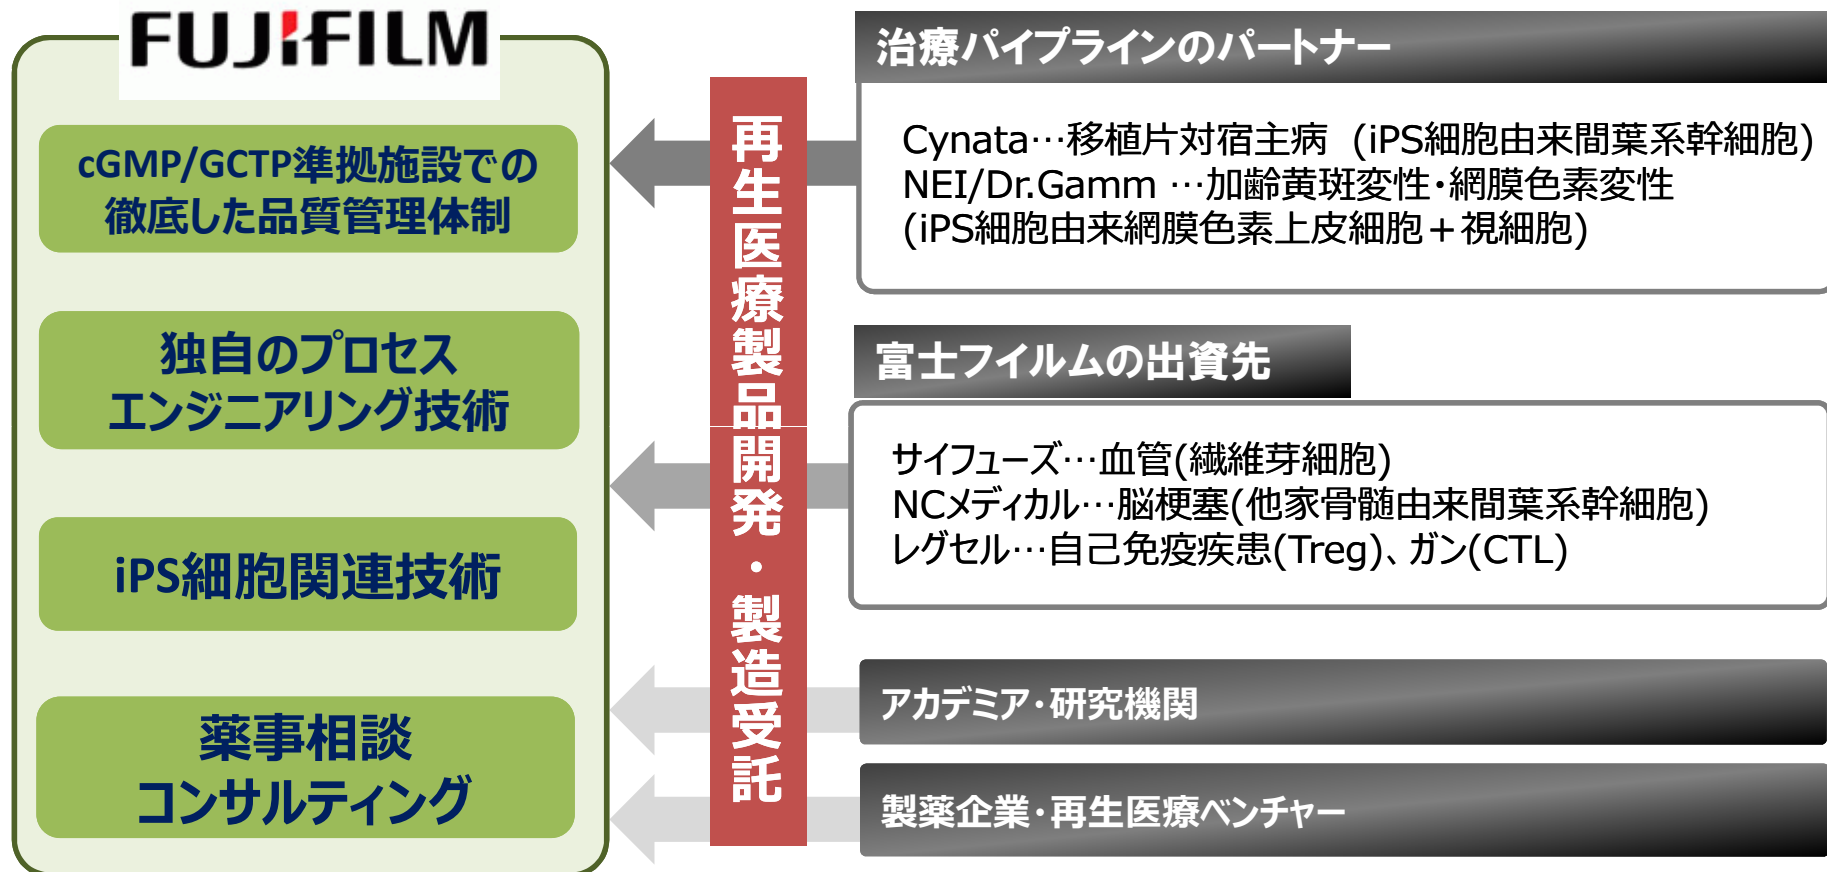 FUJIFILM
cGMP/GCTP準拠施設での
徹底した品質管理体制
独自のプロセス
エンジニアリング技術
iPS細胞関連技術
薬事相談
コンサルティング
再生医療製品開発・製造受託
治療パイプラインのパートナー
Cynata…移植片対宿主病 (iPS細胞由来間葉系幹細胞)
NEI/Dr.Gamm …加齢黄斑変性・網膜色素変性
(iPS細胞由来網膜色素上皮細胞＋視細胞)
富士フイルムの出資先
サイフューズ…血管(繊維芽細胞)
NCメディカル…脳梗塞(他家骨髄由来間葉系幹細胞)
レグセル…自己免疫疾患(Treg)、ガン(CTL)
アカデミア・研究機関
製薬企業・再生医療ベンチャー